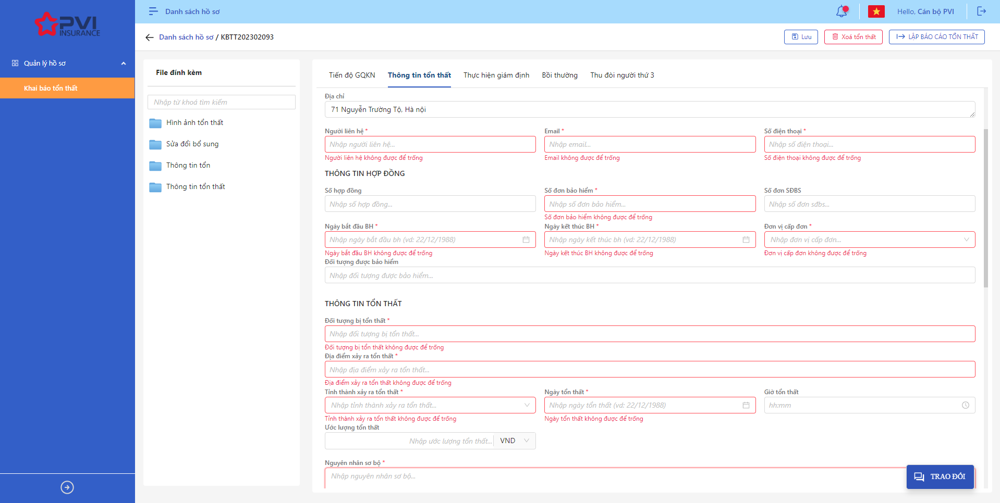 PVI
INSURANCE
Danh sách hồ sơ
Hello, Cán bộ PVI
Danh sách hồ sơ / KBTT202302093
Lưu
Xoá tổn thất
LẬP BÁO CÁO TỔN THẤT
Quản lý hồ sơ
Khai báo tổn thất
File đính kèm
Nhập từ khoá tìm kiếm
Hình ảnh tổn thất
Sửa đổi bổ sung
Thông tin tổn
Thông tin tổn thất
Tiến độ GQKN
Thông tin tổn thất
Thực hiện giám định
Bồi thường
Thu đòi người thứ 3
Địa chỉ
71 Nguyễn Trường Tộ, Hà nội
Người liên hệ *
Email *
Số điện thoại *
Nhập người liên hệ...
Nhập email...
Nhập số điện thoại...
Người liên hệ không được để trống
Email không được để trống
Số điện thoại không được để trống
THÔNG TIN HỢP ĐỒNG
Số hợp đồng
Số đơn bảo hiểm *
Số đơn SĐBS
Nhập số hợp đồng...
Nhập số đơn bảo hiểm...
Nhập số đơn sđbs...
Số đơn bảo hiểm không được để trống
Ngày bắt đầu BH *
Ngày kết thúc BH *
Đơn vị cấp đơn *
Nhập ngày bắt đầu bh (vd: 22/12/1988)
Nhập ngày kết thúc bh (vd: 22/12/1988)
Nhập đơn vị cấp đơn...
Ngày bắt đầu BH không được để trống
Ngày kết thúc BH không được để trống
Đơn vị cấp đơn không được để trống
Đối tượng được bảo hiểm
Nhập đối tượng được bảo hiểm...
THÔNG TIN TỔN THẤT
Đối tượng bị tổn thất *
Nhập đối tượng bị tổn thất...
Đối tượng bị tổn thất không được để trống
Địa điểm xảy ra tổn thất *
Nhập địa điểm xảy ra tổn thất...
Địa điểm xảy ra tổn thất không được để trống
Tỉnh thành xảy ra tổn thất *
Ngày tổn thất *
Giờ tổn thất
Nhập tỉnh thành xảy ra tổn thất...
Nhập ngày tổn thất (vd: 22/12/1988)
hh:mm
Tỉnh thành xảy ra tổn thất không được để trống
Ngày tổn thất không được để trống
Ước lượng tổn thất
Nhập ước lượng tổn thất...
VND
Nguyên nhân sơ bộ *
Nhập nguyên nhân sơ bộ...
TRAO ĐỔI